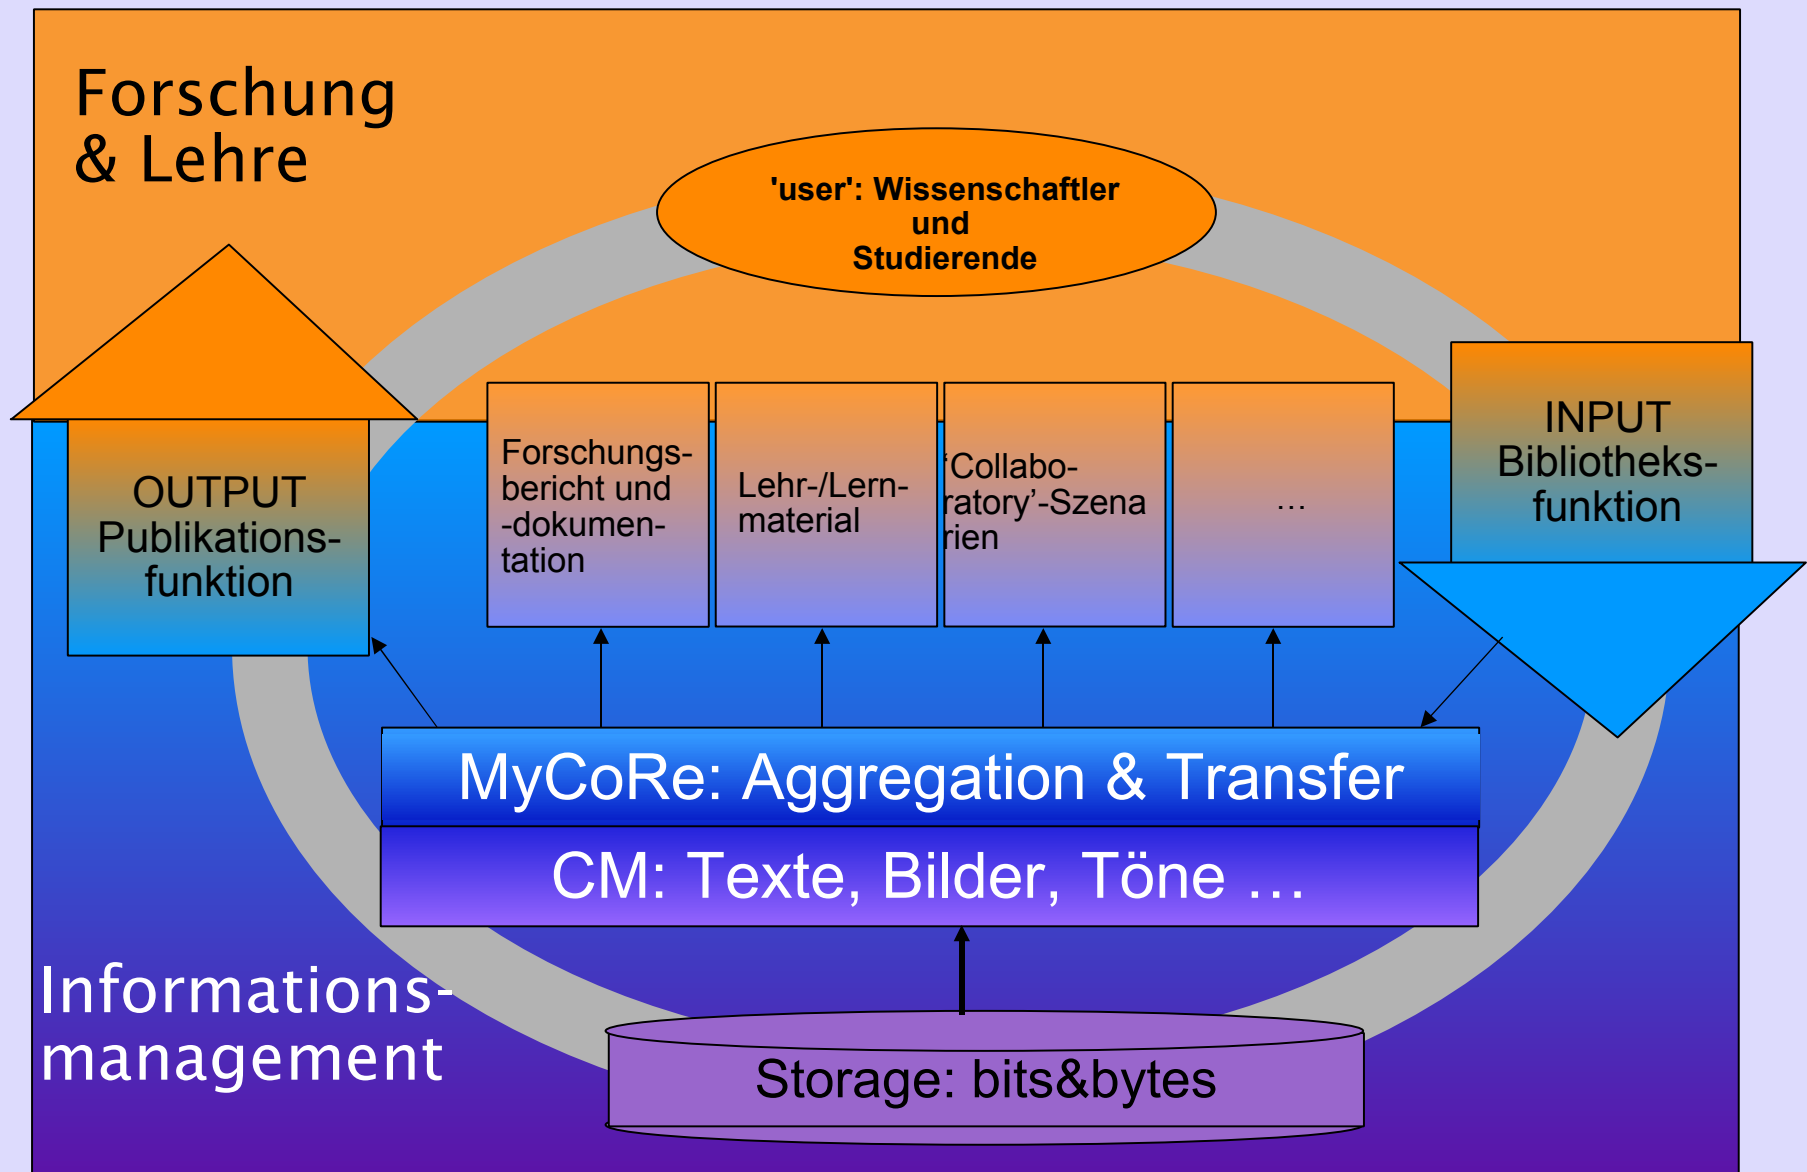 Forschung
& Lehre
'user': Wissenschaftler
und
Studierende
OUTPUT
Publikations-
funktion
Forschungs-
bericht und
-dokumen-
tation
Lehr-/Lern-
material
‘Collabo-
ratory’-Szena
rien
…
INPUT
Bibliotheks-
funktion
MyCoRe: Aggregation & Transfer
CM: Texte, Bilder, Töne …
Informations-
management
Storage: bits&bytes